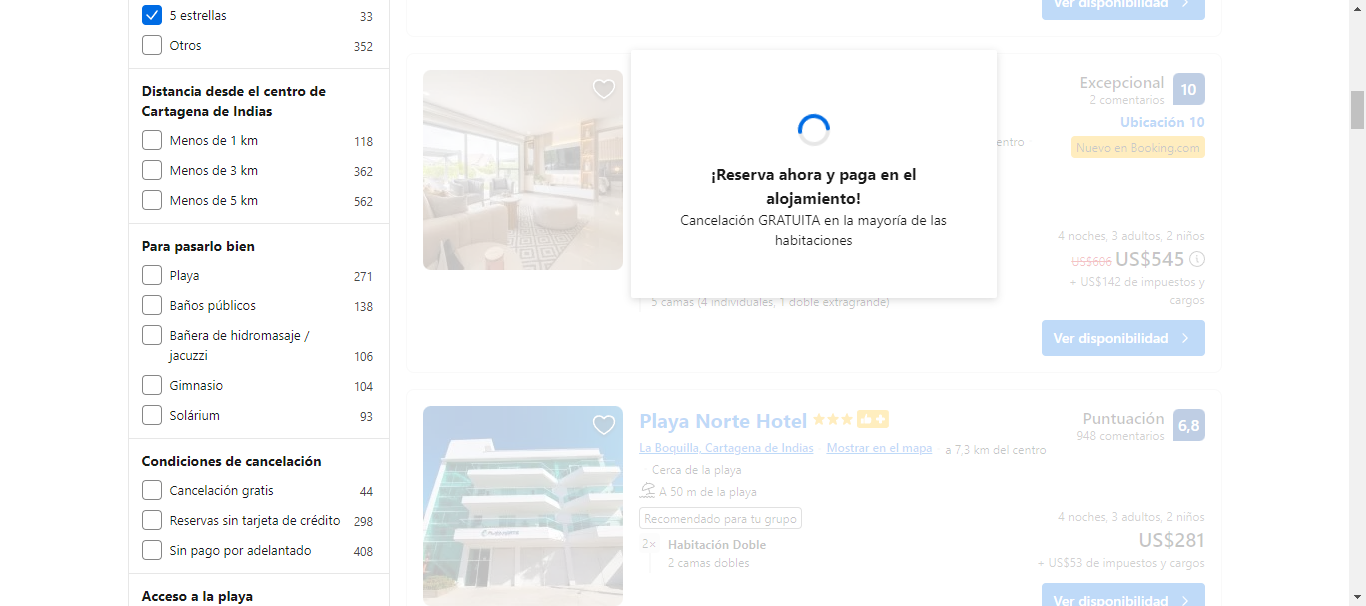 5 estrellas 33
Otros 352
Distancia desde el centro de
Cartagena de Indias
Menos de 1 km 118
Menos de 3 km 362
Menos de 5 km 562
Para pasarlo bien
Playa 271
Baños públicos 138
Bañera de hidromasaje /
jacuzzi 106
Gimnasio 104
Solárium 93
Condiciones de cancelación
Cancelación gratis 44
Reservas sin tarjeta de crédito 298
Sin pago por adelantado 408
Acceso a la playa
Ver disponibilidad
¡Reserva ahora y paga en el
alojamiento!
Cancelación GRATUITA en la mayoría de las
habitaciones
Excepcional 10
2 comentarios
Ubicación 10
entro
Nuevo en Booking.com
4 noches, 3 adultos, 2 niños
US$606 US$545
+ US$142 de impuestos y
cargos
5 camas (4 individuales, 1 doble extragrande)
Ver disponibilidad
Playa Norte Hotel
La Boquilla, Cartagena de Indias Mostrar en el mapa a 7,3 km del centro
Cerca de la playa
A 50 m de la playa
Recomendado para tu grupo
2× Habitación Doble
2 camas dobles
Puntuación 6,8
948 comentarios
4 noches, 3 adultos, 2 niños
US$281
+ US$53 de impuestos y cargos
Ver disponibilidad